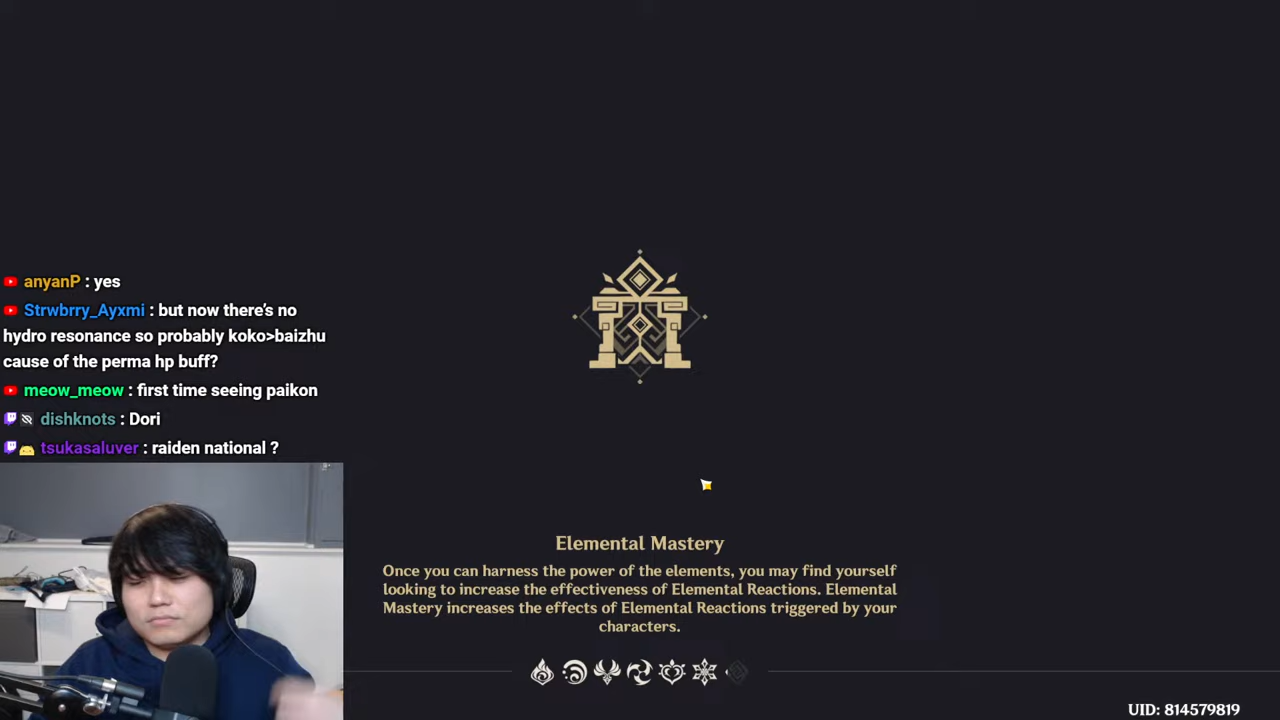 anyanP : yes
Strwbrry_Ayxmi : but now there's no
hydro resonance so probably koko>baizhu
cause of the perma hp buff?
meow_meow : first time seeing paikon
dishknots : Dori
tsukasaluver : raiden national ?
Elemental Mastery
Once you can harness the power of the elements, you may find yourself
looking to increase the effectiveness of Elemental Reactions. Elemental
Mastery increases the effects of Elemental Reactions triggered by your
characters.
UID: 814579819